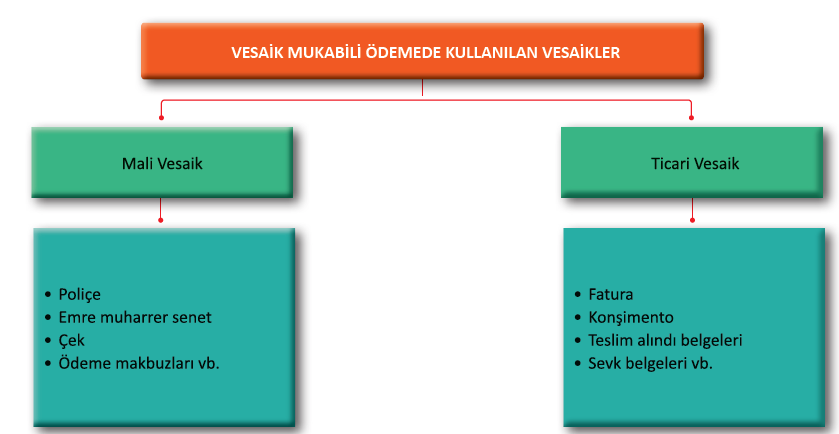 VESAİK MUKABİLİ ÖDEMEDE KULLANILAN VESAİKLER
Mali Vesaik
Ticari Vesaik
• Poliçe
• Emre muharrer senet
• Çek
• Ödeme makbuzları vb.
• Fatura
• Konşimento
• Teslim alındı belgeleri
• Sevk belgeleri vb.